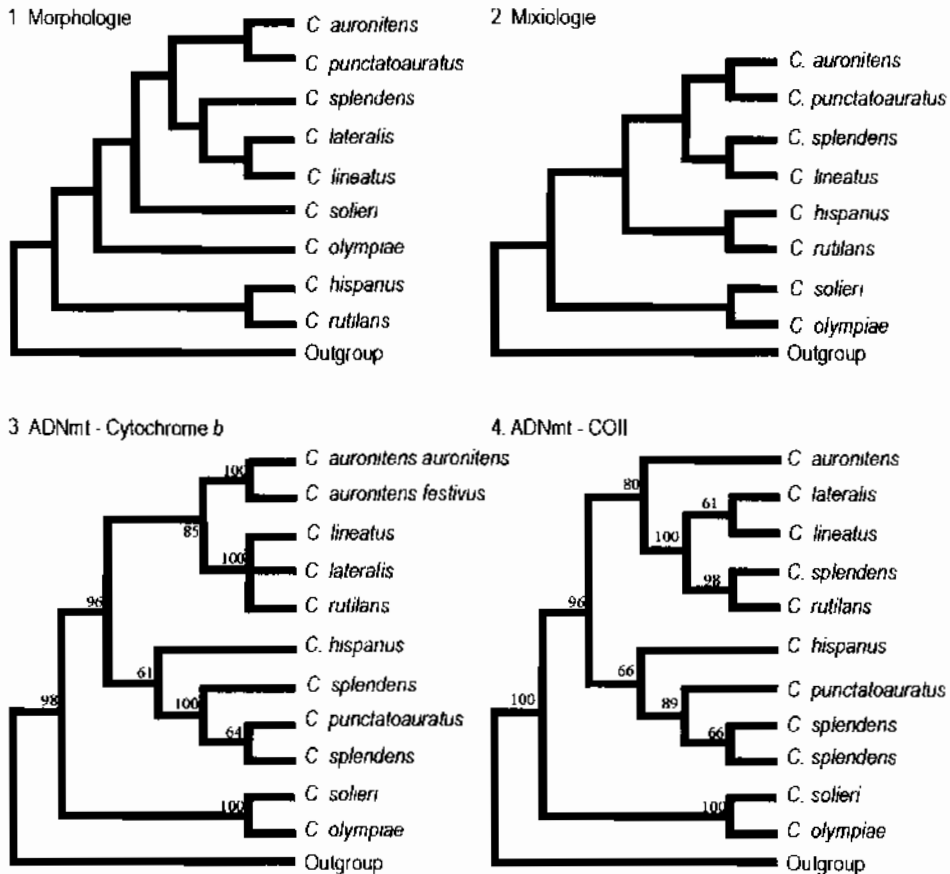 1 Morphologie
C auronitens
C punctatoauratus
C splendens
C lateralis
C lineatus
C solieri
C olympiae
C hispanus
C rutilans
Outgroup
2 Mixiologie
C. auronitens
C. punctatoauratus
C splendens
C lineatus
C hispanus
C rutilans
C solieri
C olympiae
Outgroup
3 ADNmt - Cytochrome b
C auronitens auronitens
100
C auronitens festivus
85
C lineatus
100
C lateralis
C rutilans
96
C. hispanus
61
C splendens
100
C punctatoauratus
64
C splendens
98
C solieri
100
C olympiae
Outgroup
4. ADNmt - COII
C auronitens
80
C lateralis
61
C lineatus
100
C. splendens
98
C rutilans
96
C hispanus
66
C punctatoauratus
89
C splendens
66
C. splendens
100
C. solieri
100
C olympiae
Outgroup